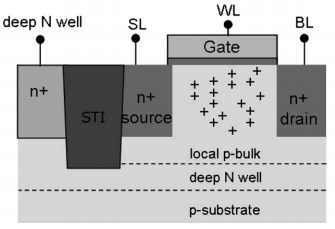 deep N well
SL
WL
BL
Gate
n+
STI
n+
source
n+
drain
local p-bulk
deep N well
p-substrate